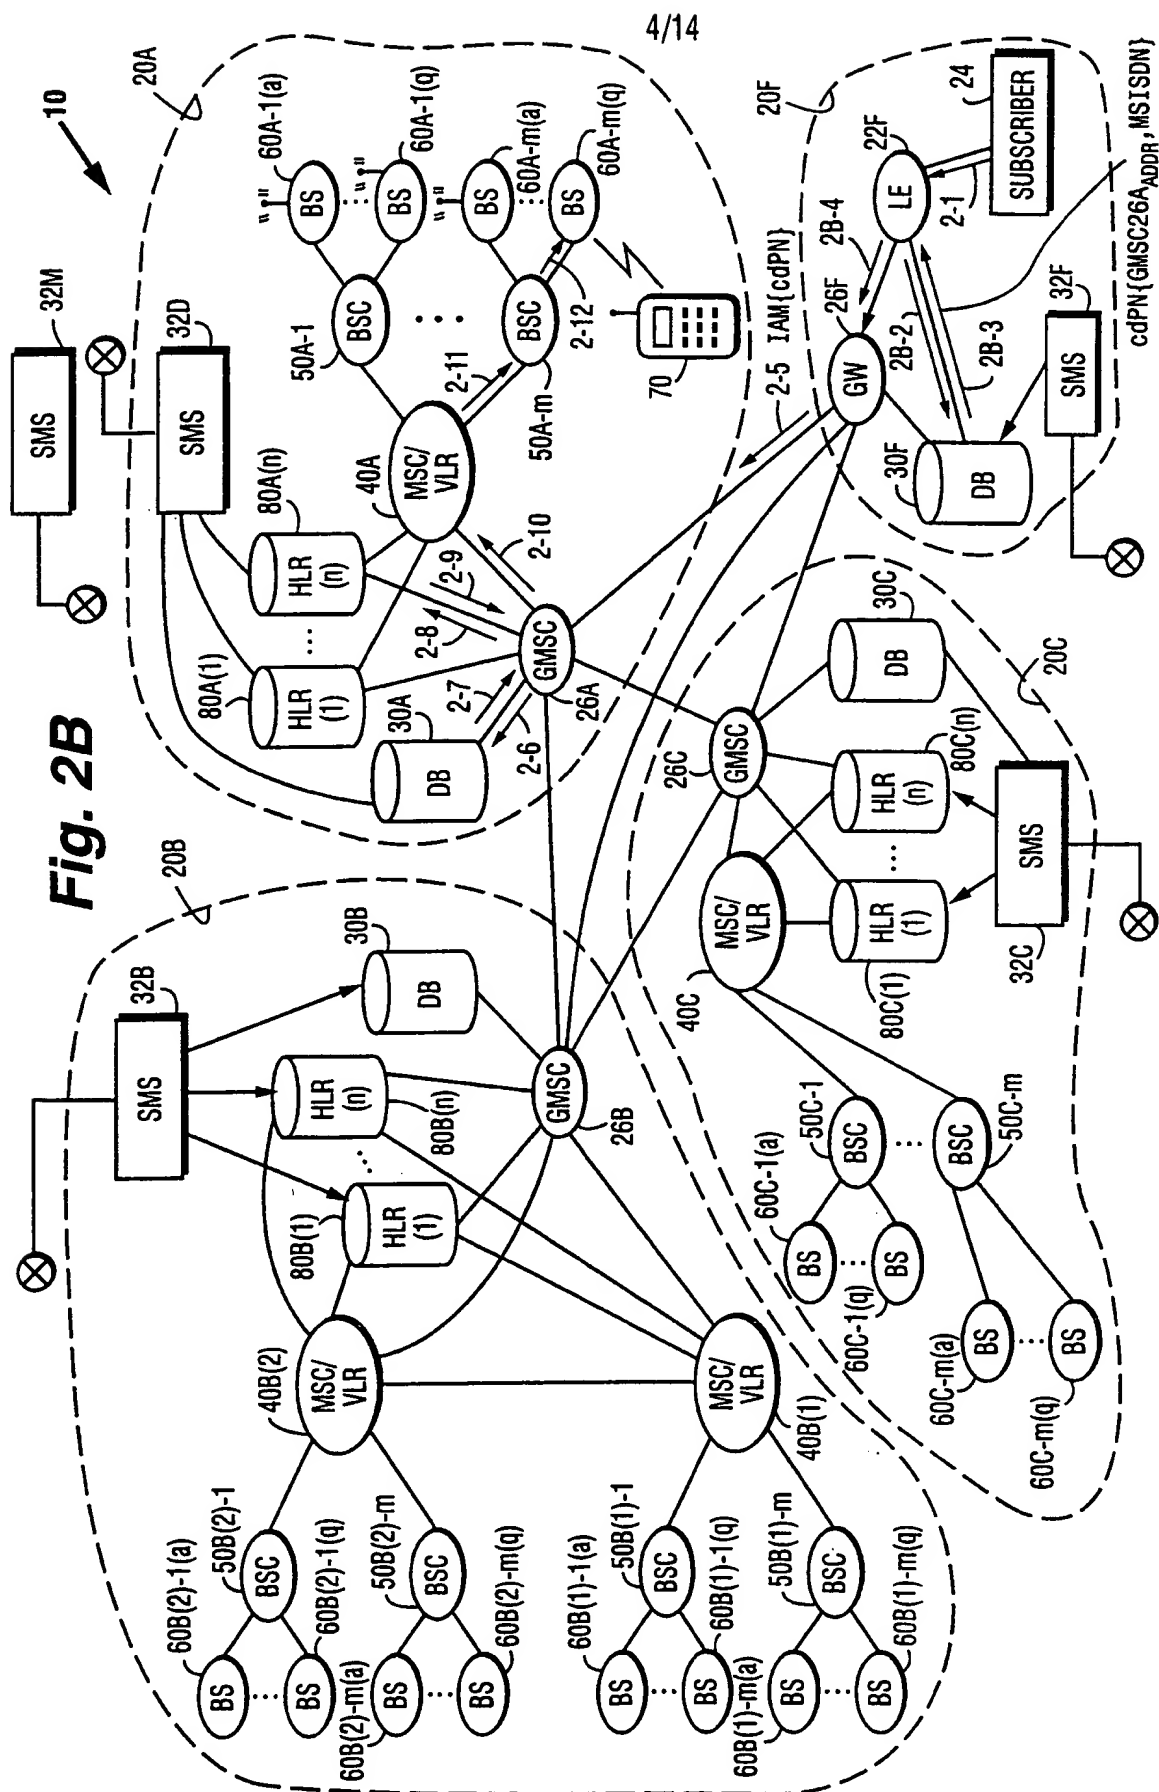 4/14
Fig. 2B
10
20A
32M
SMS
32D
SMS
80A(n)
HLR
(n)
80A(1)
HLR
(1)
30A
DB
2-6
2-7
2-8
2-9
2-10
GMSC
26A
40A
MSC/
VLR
2-11
50A-1
BSC
BSC
50A-m
2-12
60A-1(a)
BS
60A-1(q)
BS
60A-m(a)
BS
60A-m(q)
BS
70
20F
24
SUBSCRIBER
22F
LE
2-1
2B-4
26F
GW
2B-2
2B-3
2-5 IAM{cdPN}
30F
DB
32F
SMS
cdPN{GMSC26A ADDR, MSISDN}
20B
32B
SMS
30B
DB
HLR
(n)
80B(n)
80B(1)
HLR
(1)
GMSC
26B
40B(2)
MSC/
VLR
MSC/
VLR
40B(1)
50B(2)-1
BSC
50B(2)-m
BSC
60B(2)-1(a)
BS
60B(2)-1(q)
BS
60B(2)-m(a)
BS
60B(2)-m(q)
BS
50B(1)-1
BSC
50B(1)-m
BSC
60B(1)-1(a)
BS
60B(1)-1(q)
BS
60B(1)-m(a)
BS
60B(1)-m(q)
BS
20C
26C
GMSC
30C
DB
80C(n)
HLR
(n)
HLR
(1)
80C(1)
SMS
32C
40C
MSC/
VLR
50C-1
BSC
BSC
50C-m
60C-1(a)
BS
BS
60C-1(q)
60C-m(a)
BS
BS
60C-m(q)